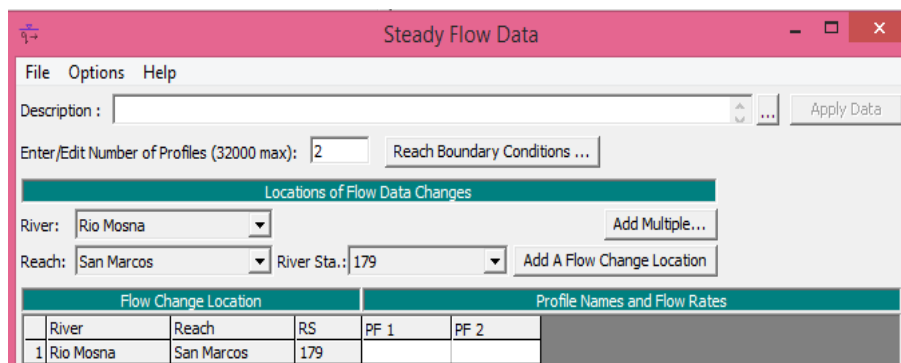 Steady Flow Data
File Options Help
Description : ... Apply Data
Enter/Edit Number of Profiles (32000 max): 2 Reach Boundary Conditions ...
Locations of Flow Data Changes
River: Rio Mosna Add Multiple...
Reach: San Marcos River Sta.: 179 Add A Flow Change Location
Flow Change Location Profile Names and Flow Rates
River Reach RS PF 1 PF 2
1 Rio Mosna San Marcos 179